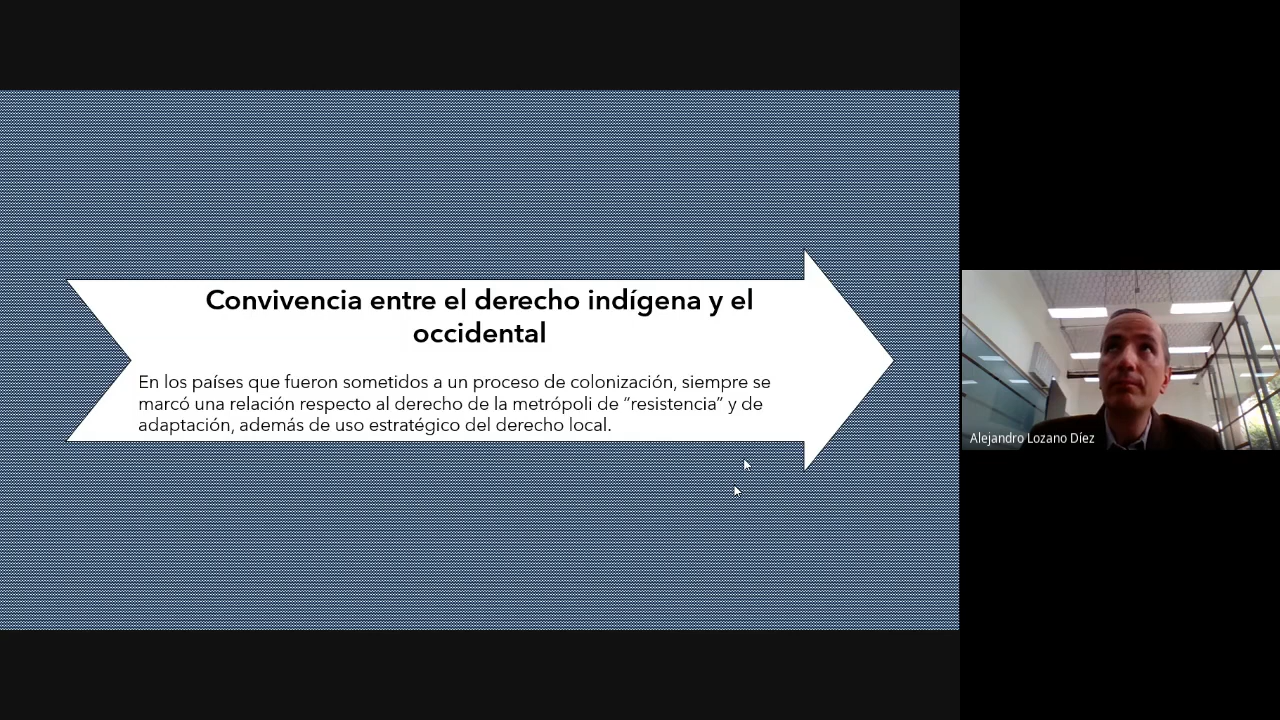 Convivencia entre el derecho indígena y el
occidental
En los países que fueron sometidos a un proceso de colonización, siempre se
marcó una relación respecto al derecho de la metrópoli de “resistencia” y de
adaptación, además de uso estratégico del derecho local.
Alejandro Lozano Díez